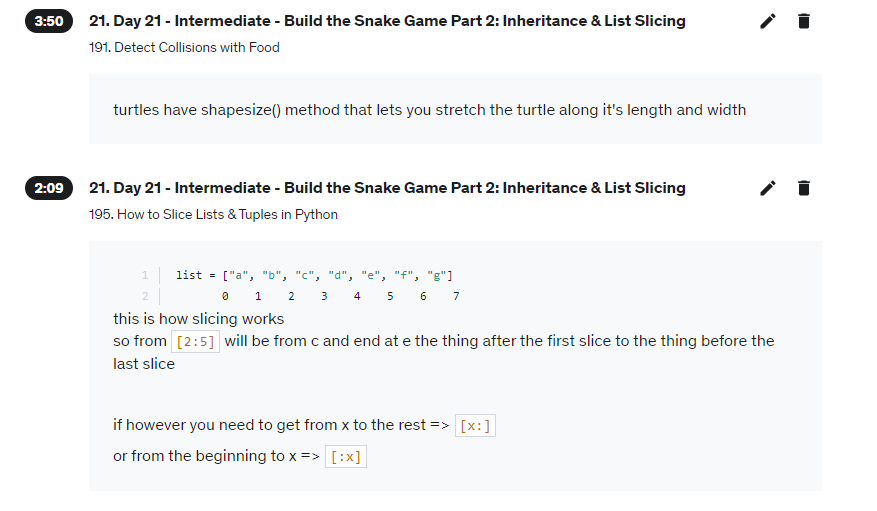 3:50
21. Day 21 - Intermediate - Build the Snake Game Part 2: Inheritance & List Slicing
191. Detect Collisions with Food
turtles have shapesize() method that lets you stretch the turtle along it's length and width
2:09
21. Day 21 - Intermediate - Build the Snake Game Part 2: Inheritance & List Slicing
195. How to Slice Lists & Tuples in Python
1 list = ["a", "b", "c", "d", "e", "f", "g"]
2 0 1 2 3 4 5 6 7
this is how slicing works
so from [2:5] will be from c and end at e the thing after the first slice to the thing before the
last slice
if however you need to get from x to the rest => [x:]
or from the beginning to x => [:x]